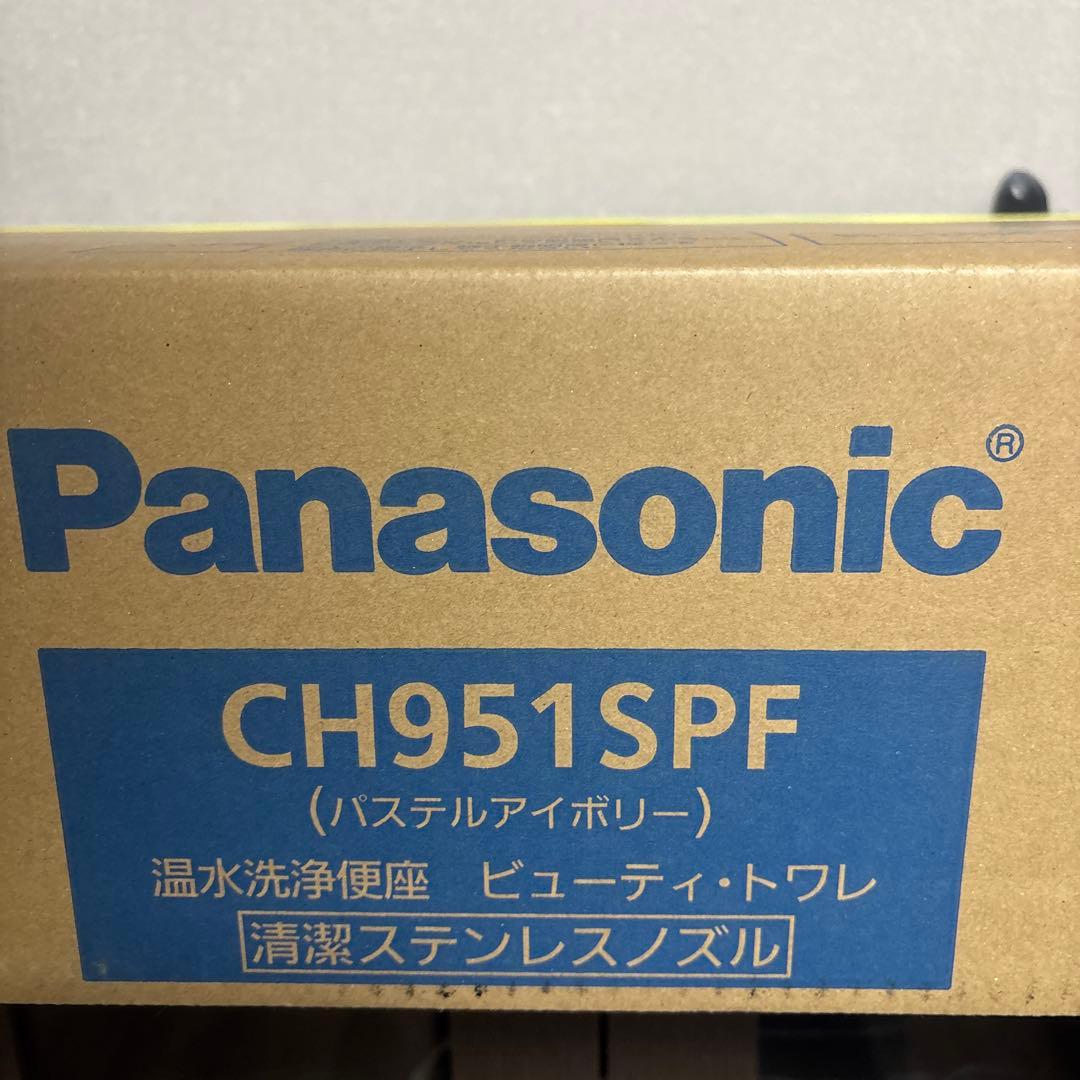 Panasonic®
CH951SPF
(パステルアイボリー)
温水洗浄便座 ビューティ・トワレ
清潔ステンレスノズル